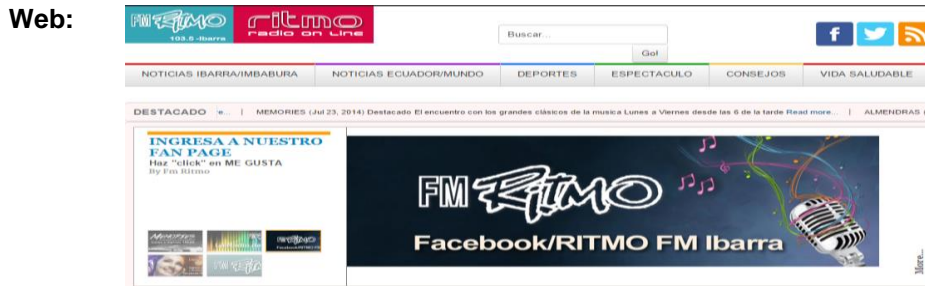 Web:
FM RITMO
103.5 -Ibarra
ritmo
radio on Line
Buscar...
Go!
f
NOTICIAS IBARRA/IMBABURA NOTICIAS ECUADOR/MUNDO DEPORTES ESPECTACULO CONSEJOS VIDA SALUDABLE
DESTACADO e... | MEMORIES (Jul 23, 2014) Destacado El encuentro con los grandes clásicos de la musica Lunes a Viernes desde las 6 de la tarde Read more... | ALMENDRAS
INGRESA A NUESTRO
FAN PAGE
Haz "click" en ME GUSTA
By Fm Ritmo
FM RITMO
Facebook/RITMO FM Ibarra
More...